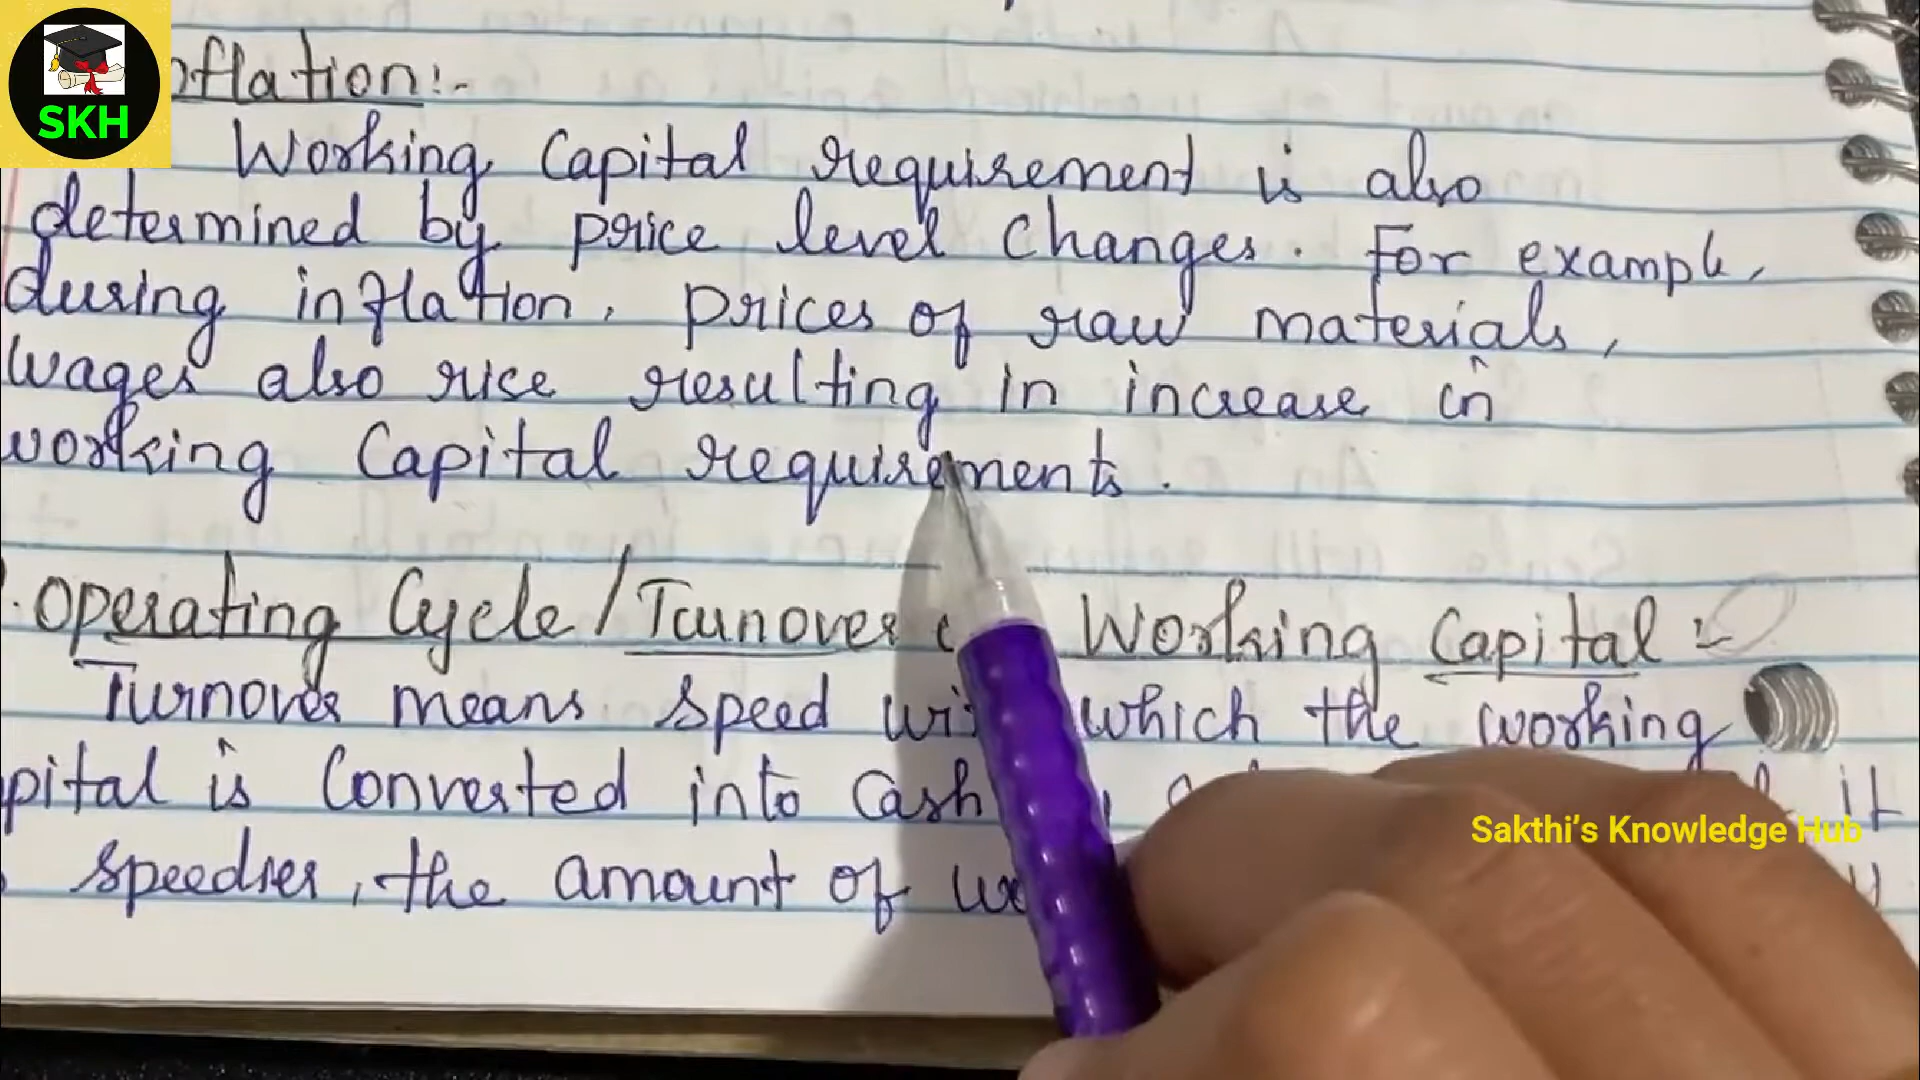 SKH
nflation:-
Working Capital requirement is also
determined by price level changes. For example,
during inflation, prices of raw materials,
wages also rise resulting in increase in
working Capital requirements.
Operating Cycle/Turnover Working Capital :-
Turnover means speed which the working
pital is Converted into Cash it
speedier, the amount of
Sakthi's Knowledge Hub